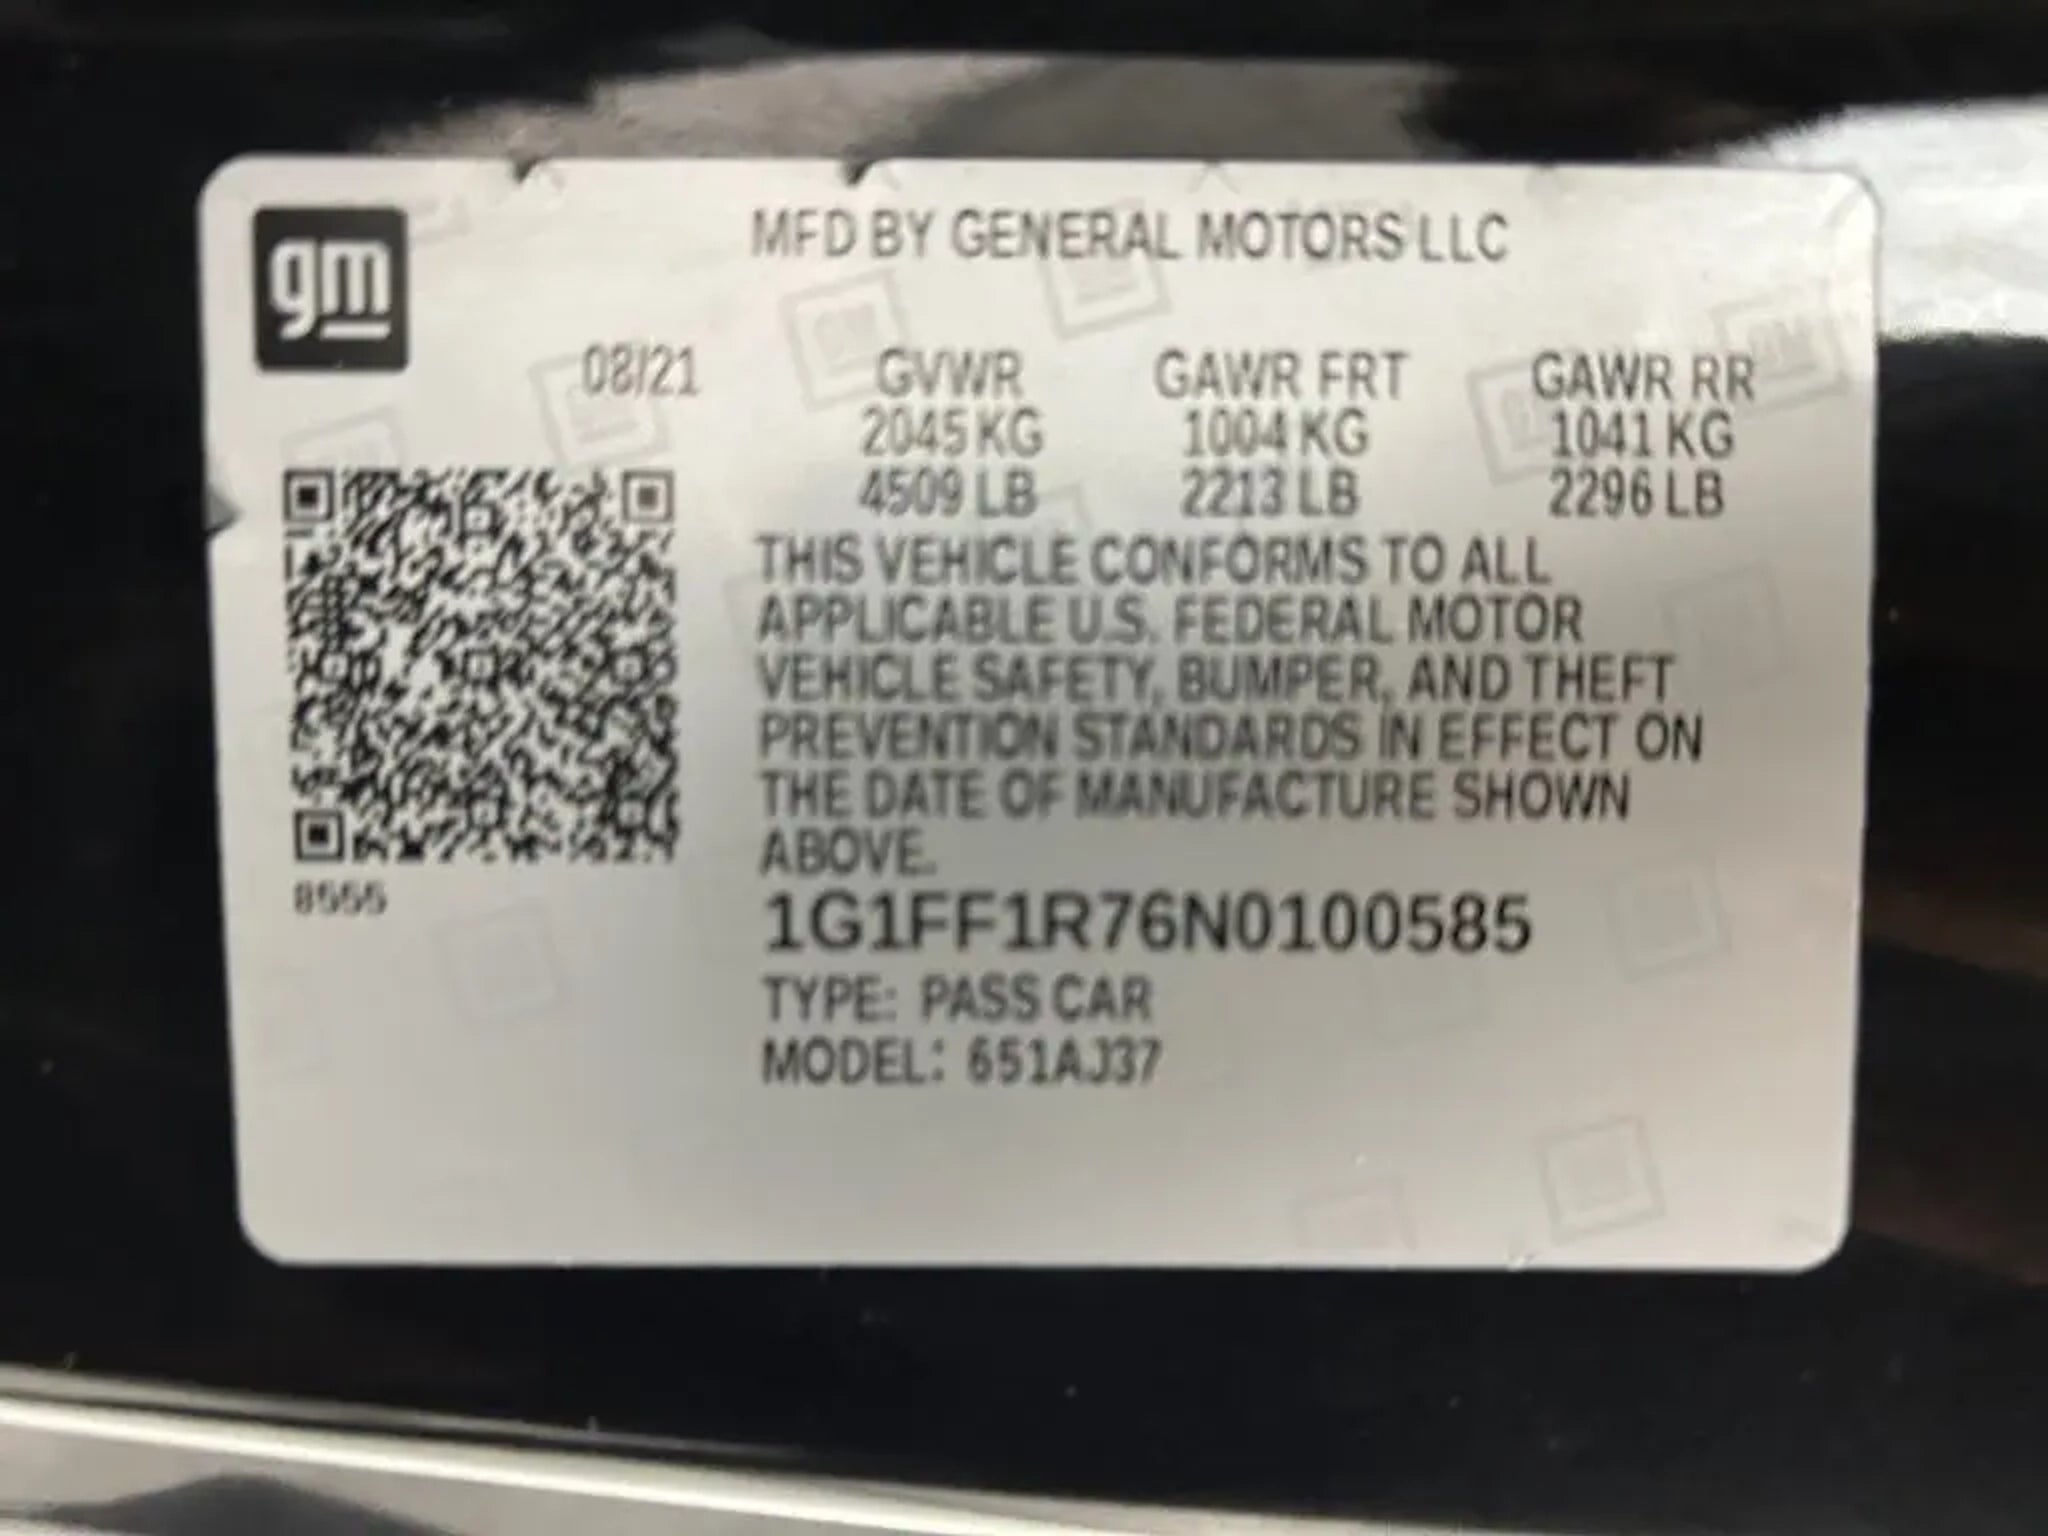 gm
MFD BY GENERAL MOTORS LLC
08/21 GVWR GAWR FRT GAWR RR
2045 KG 1004 KG 1041 KG
4509 LB 2213 LB 2296 LB
THIS VEHICLE CONFORMS TO ALL
APPLICABLE U.S. FEDERAL MOTOR
VEHICLE SAFETY, BUMPER, AND THEFT
PREVENTION STANDARDS IN EFFECT ON
THE DATE OF MANUFACTURE SHOWN
ABOVE.
8555
1G1FF1R76N0100585
TYPE: PASS CAR
MODEL: 651AJ37